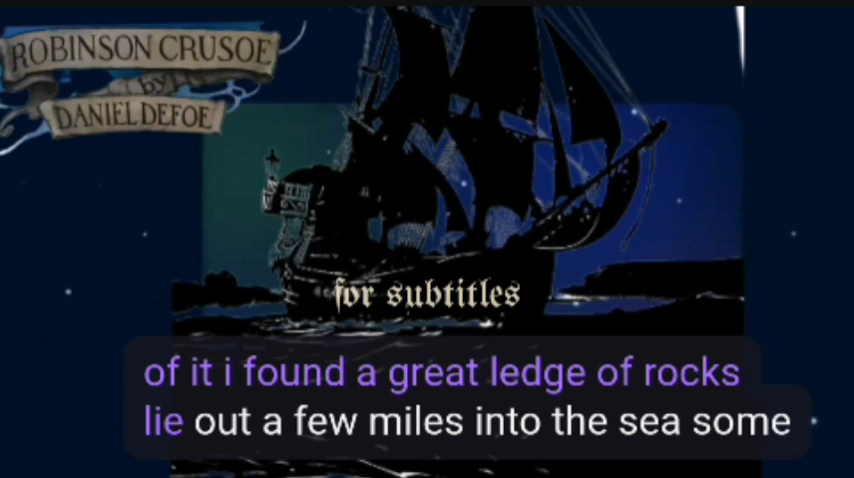 ROBINSON CRUSOE
by
DANIEL DEFOE
for subtitles
of it i found a great ledge of rocks
lie out a few miles into the sea some